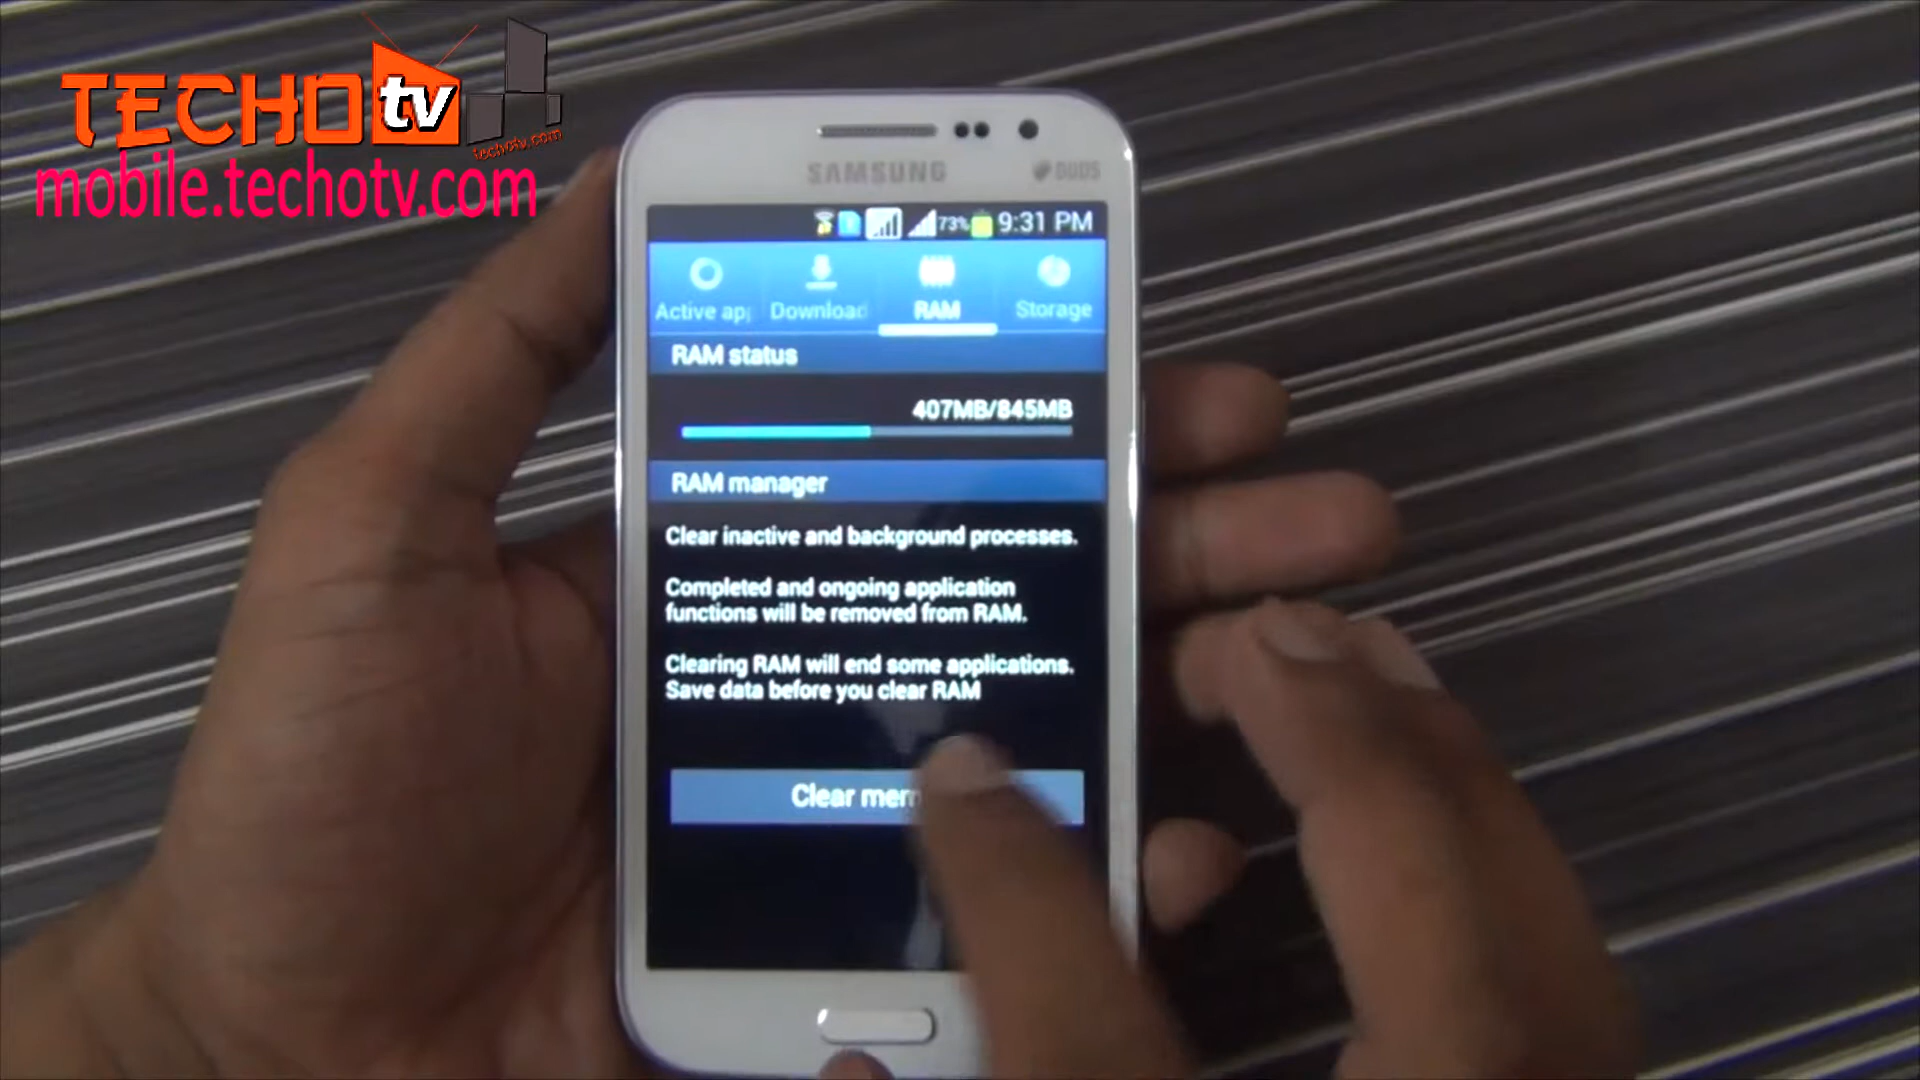 TECHOtv
techotv.com
mobile.techotv.com
SAMSUNG
DUOS
73% 9:31 PM
Active ap
Download
RAM
Storage
RAM status
407MB/845MB
RAM manager
Clear inactive and background processes.
Completed and ongoing application
functions will be removed from RAM.
Clearing RAM will end some applications.
Save data before you clear RAM
Clear mem